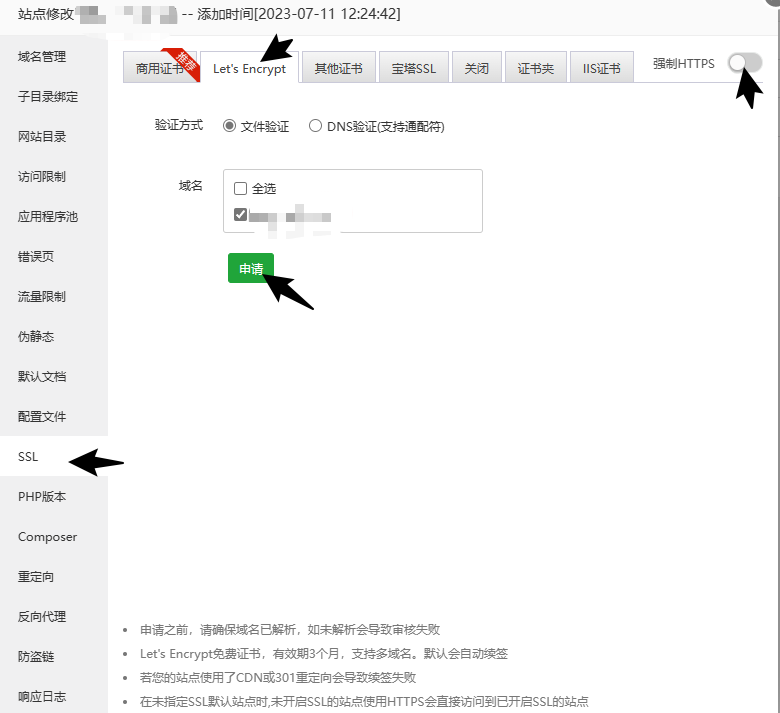 站点修改 -- 添加时间[2023-07-11 12:24:42]
域名管理
子目录绑定
网站目录
访问限制
应用程序池
错误页
流量限制
伪静态
默认文档
配置文件
SSL
PHP版本
Composer
重定向
反向代理
防盗链
响应日志
商用证书 推荐 Let's Encrypt 其他证书 宝塔SSL 关闭 证书夹 IIS证书 强制HTTPS
验证方式 文件验证 DNS验证(支持通配符)
域名 全选
申请
申请之前，请确保域名已解析，如未解析会导致审核失败
Let's Encrypt免费证书，有效期3个月，支持多域名。默认会自动续签
若您的站点使用了CDN或301重定向会导致续签失败
在未指定SSL默认站点时,未开启SSL的站点使用HTTPS会直接访问到已开启SSL的站点